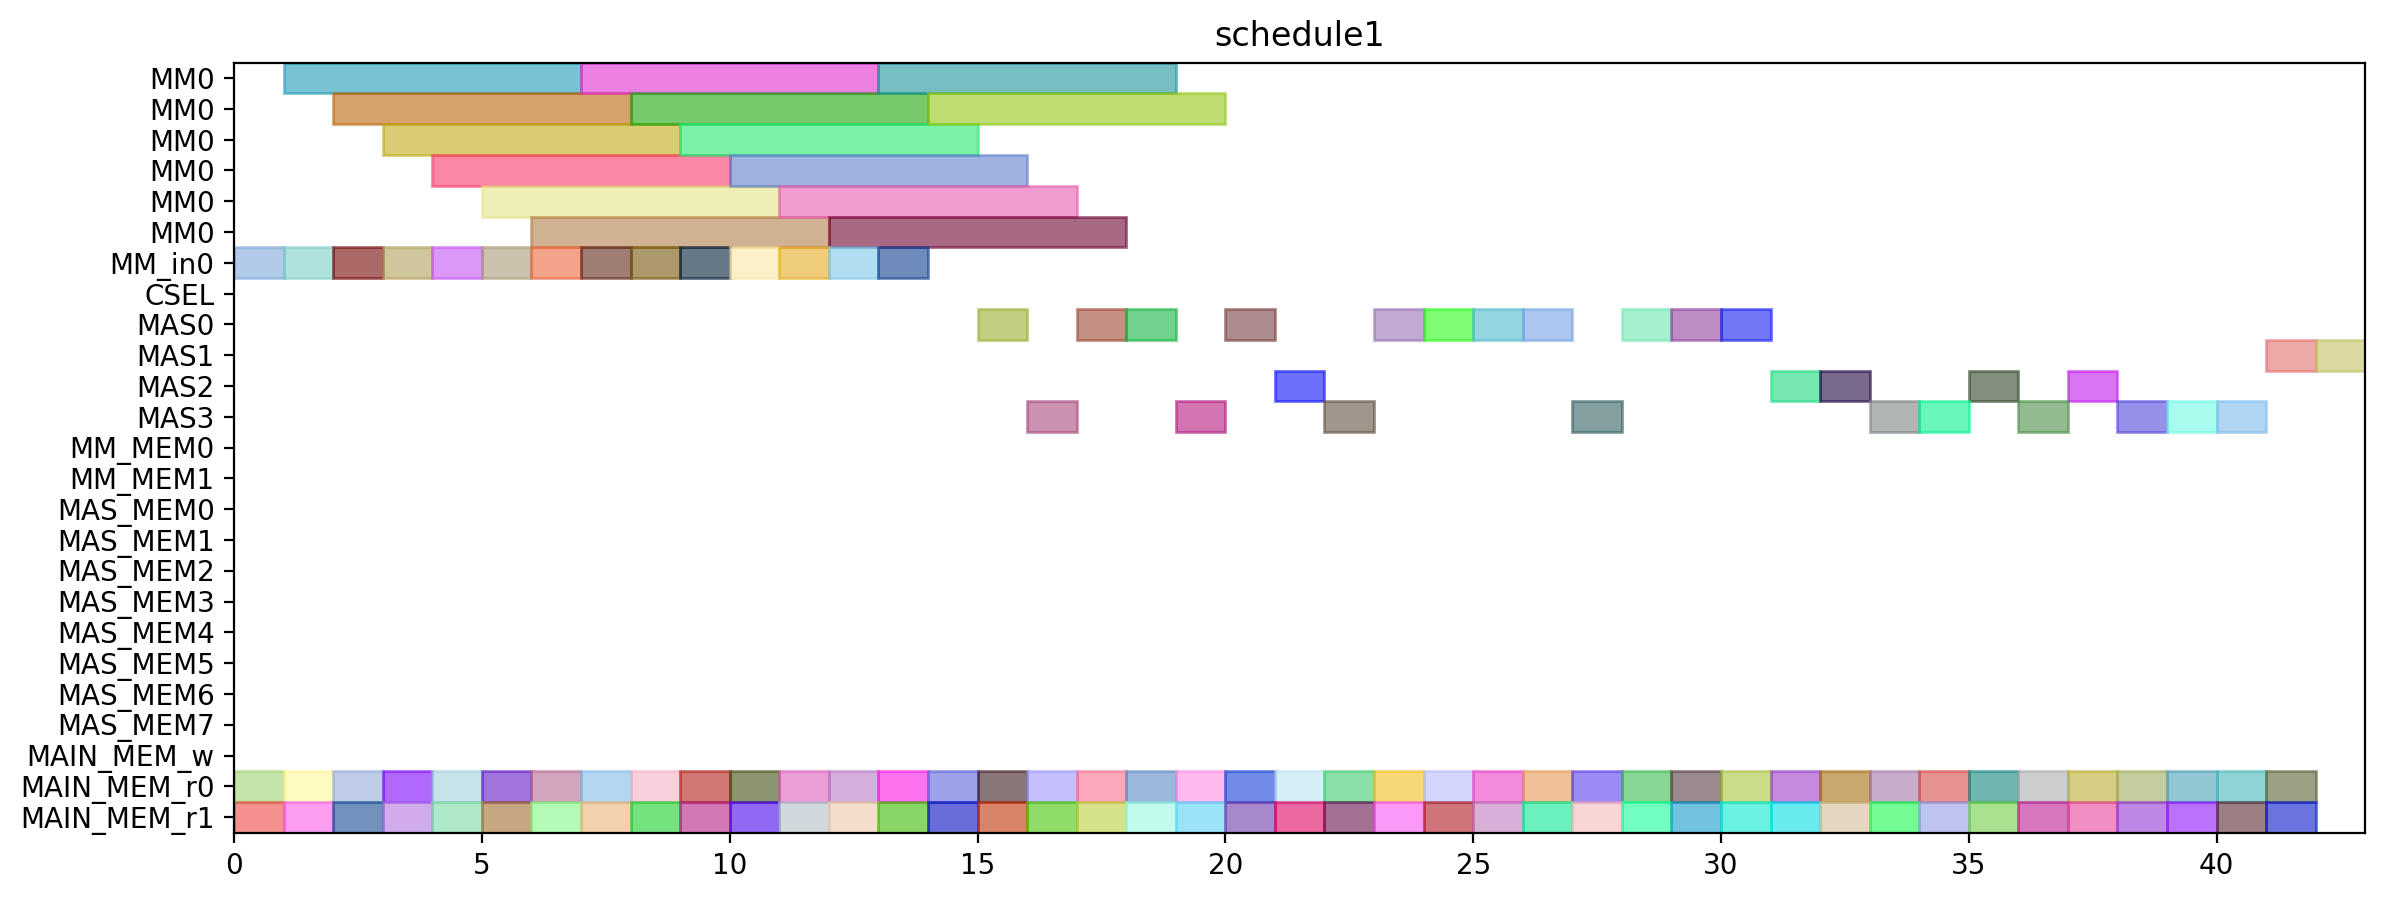 schedule1
MM0
MM0
MM0
MM0
MM0
MM0
MM_in0
CSEL
MAS0
MAS1
MAS2
MAS3
MM_MEM0
MM_MEM1
MAS_MEM0
MAS_MEM1
MAS_MEM2
MAS_MEM3
MAS_MEM4
MAS_MEM5
MAS_MEM6
MAS_MEM7
MAIN_MEM_w
MAIN_MEM_r0
MAIN_MEM_r1
0 5 10 15 20 25 30 35 40